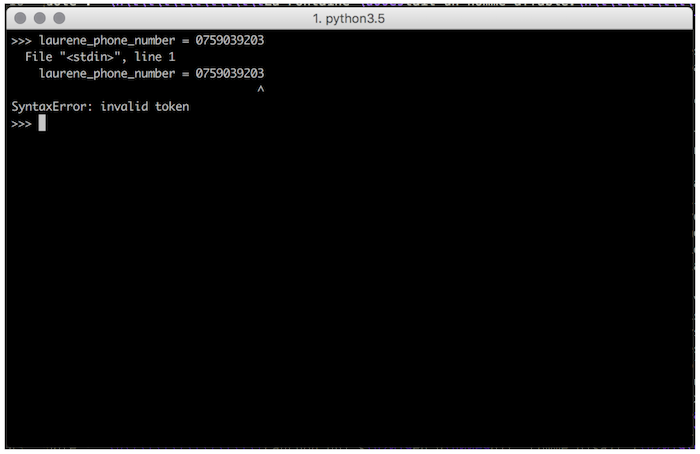 1. python3.5
>>> laurene_phone_number = 0759039203
  File "<stdin>", line 1
    laurene_phone_number = 0759039203
                                    ^
SyntaxError: invalid token
>>>